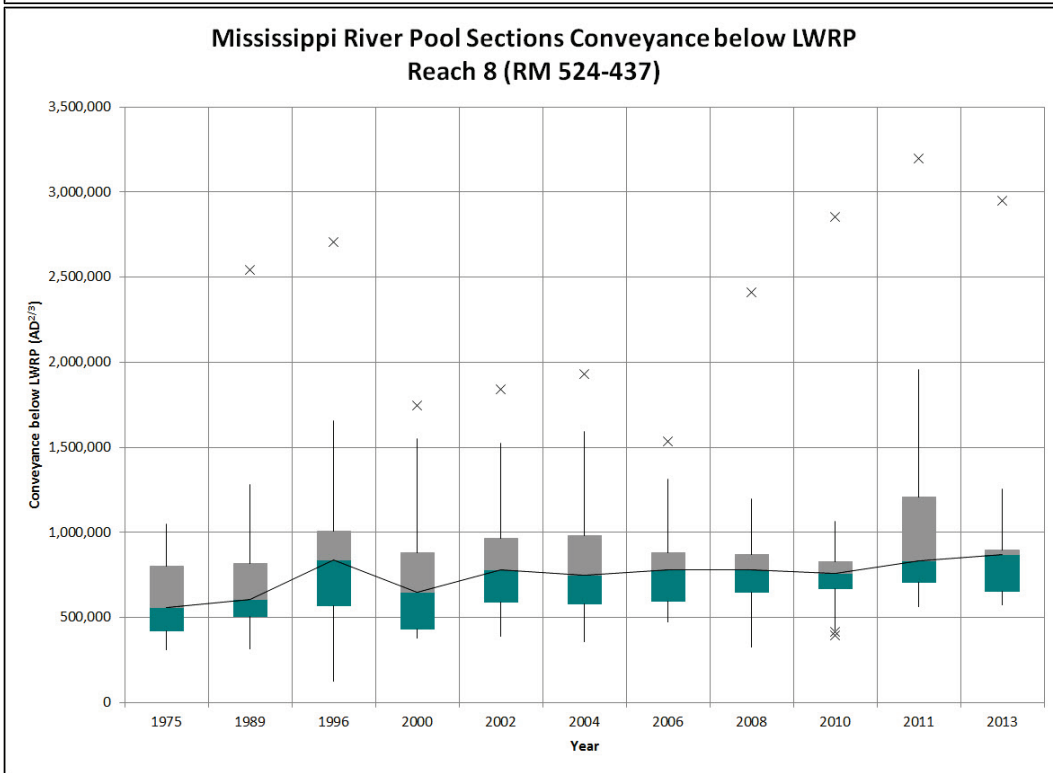 Mississippi River Pool Sections Conveyance below LWRP
Reach 8 (RM 524-437)
3,500,000
3,000,000
2,500,000
2,000,000
1,500,000
1,000,000
500,000
0
Conveyance below LWRP (AD^2/3)
1975 1989 1996 2000 2002 2004 2006 2008 2010 2011 2013
Year